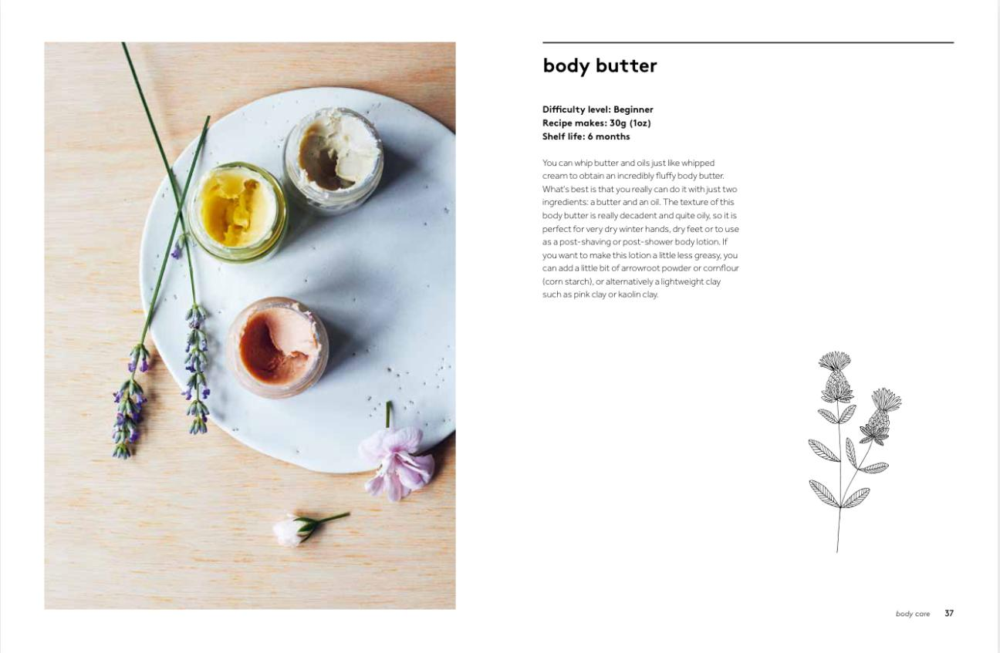 body butter
Difficulty level: Beginner
Recipe makes: 30g (1oz)
Shelf life: 6 months
You can whip butter and oils just like whipped
cream to obtain an incredibly fluffy body butter.
What's best is that you really can do it with just two
ingredients: a butter and an oil. The texture of this
body butter is really decadent and quite oily, so it is
perfect for very dry winter hands, dry feet or to use
as a post-shaving or post-shower body lotion. If
you want to make this lotion a little less greasy, you
can add a little bit of arrowroot powder or cornflour
(corn starch), or alternatively a lightweight clay
such as pink clay or kaolin clay.
body care 37